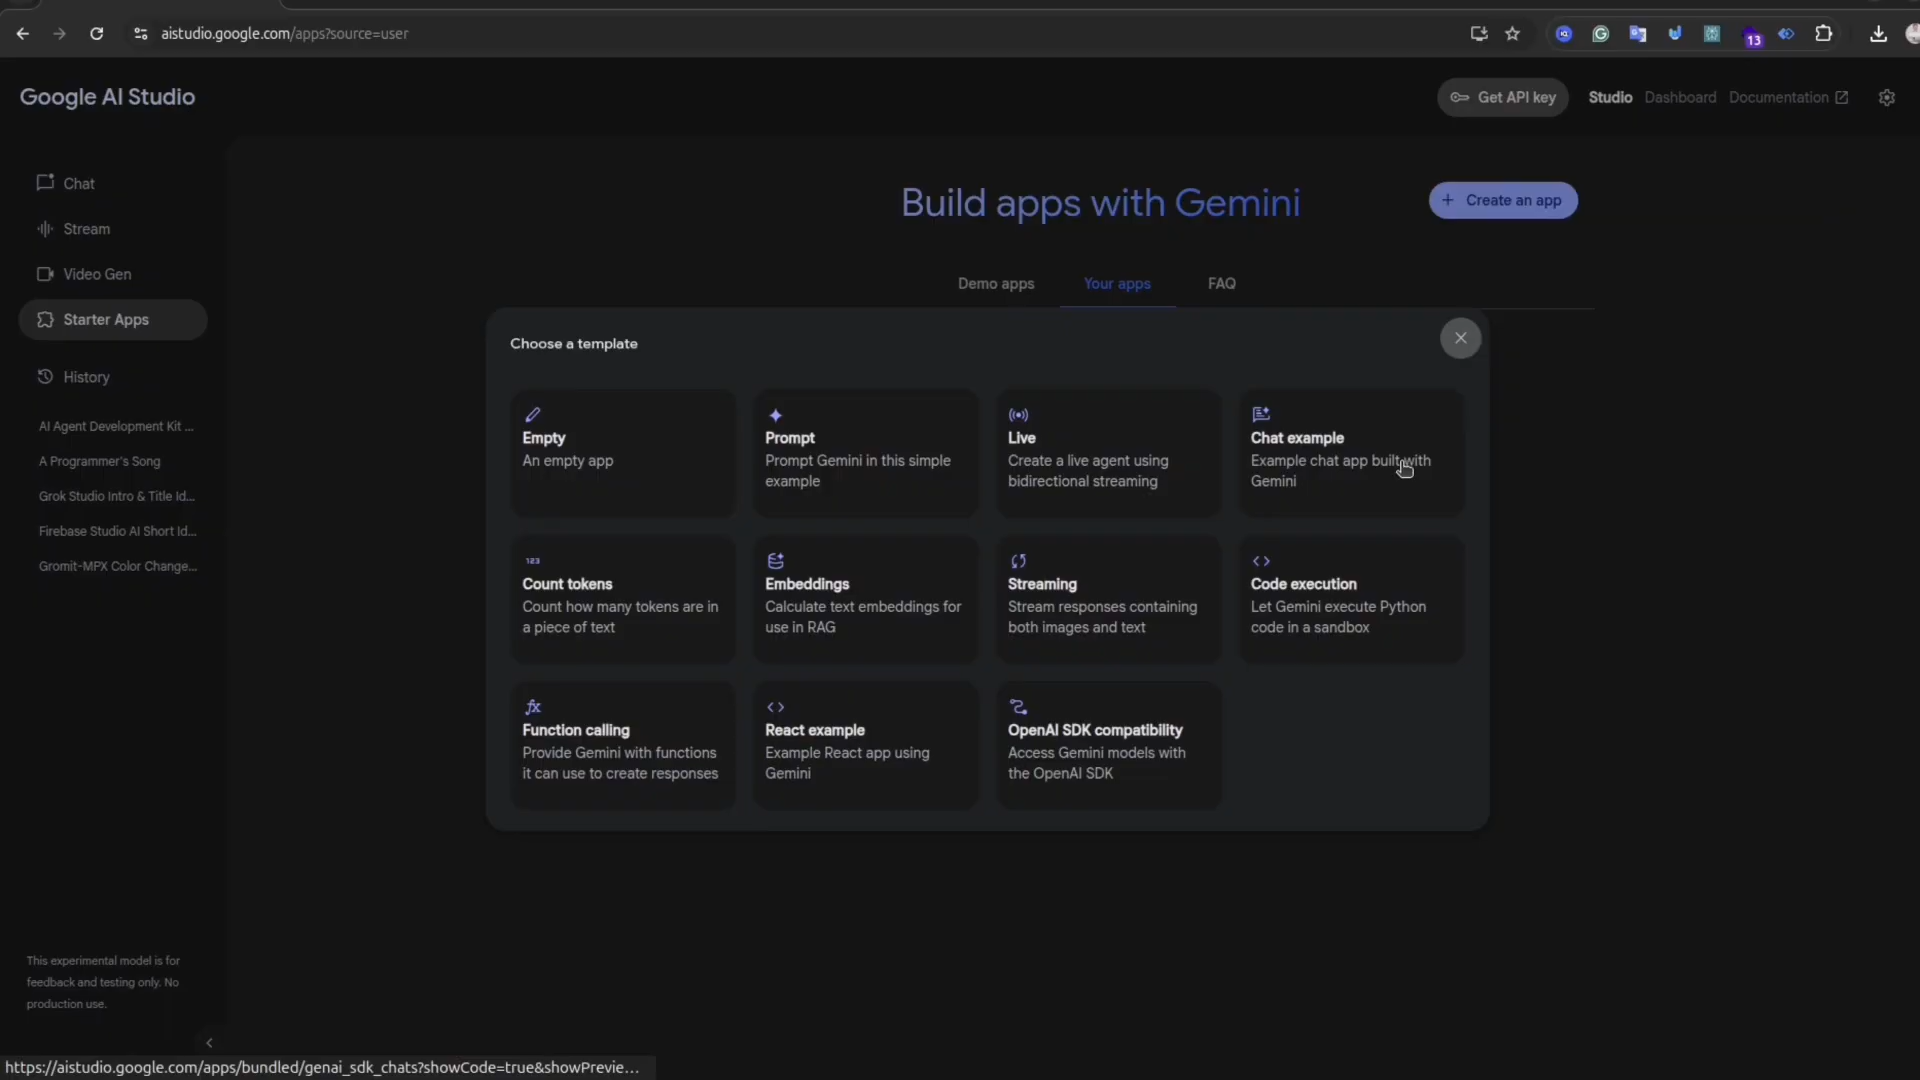 aistudio.google.com/apps?source=user
13
Google AI Studio
Get API key
Studio
Dashboard
Documentation
Chat
Stream
Video Gen
Starter Apps
History
AI Agent Development Kit ...
A Programmer's Song
Grok Studio Intro & Title Id...
Firebase Studio AI Short Id...
Gromit-MPX Color Change...
Build apps with Gemini
+ Create an app
Demo apps
Your apps
FAQ
Choose a template
Empty
An empty app
Prompt
Prompt Gemini in this simple
example
Live
Create a live agent using
bidirectional streaming
Chat example
Example chat app built with
Gemini
123
Count tokens
Count how many tokens are in
a piece of text
Embeddings
Calculate text embeddings for
use in RAG
Streaming
Stream responses containing
both images and text
Code execution
Let Gemini execute Python
code in a sandbox
fx
Function calling
Provide Gemini with functions
it can use to create responses
React example
Example React app using
Gemini
OpenAI SDK compatibility
Access Gemini models with
the OpenAI SDK
This experimental model is for
feedback and testing only. No
production use.
https://aistudio.google.com/apps/bundled/genai_sdk_chats?showCode=true&showPrevie...